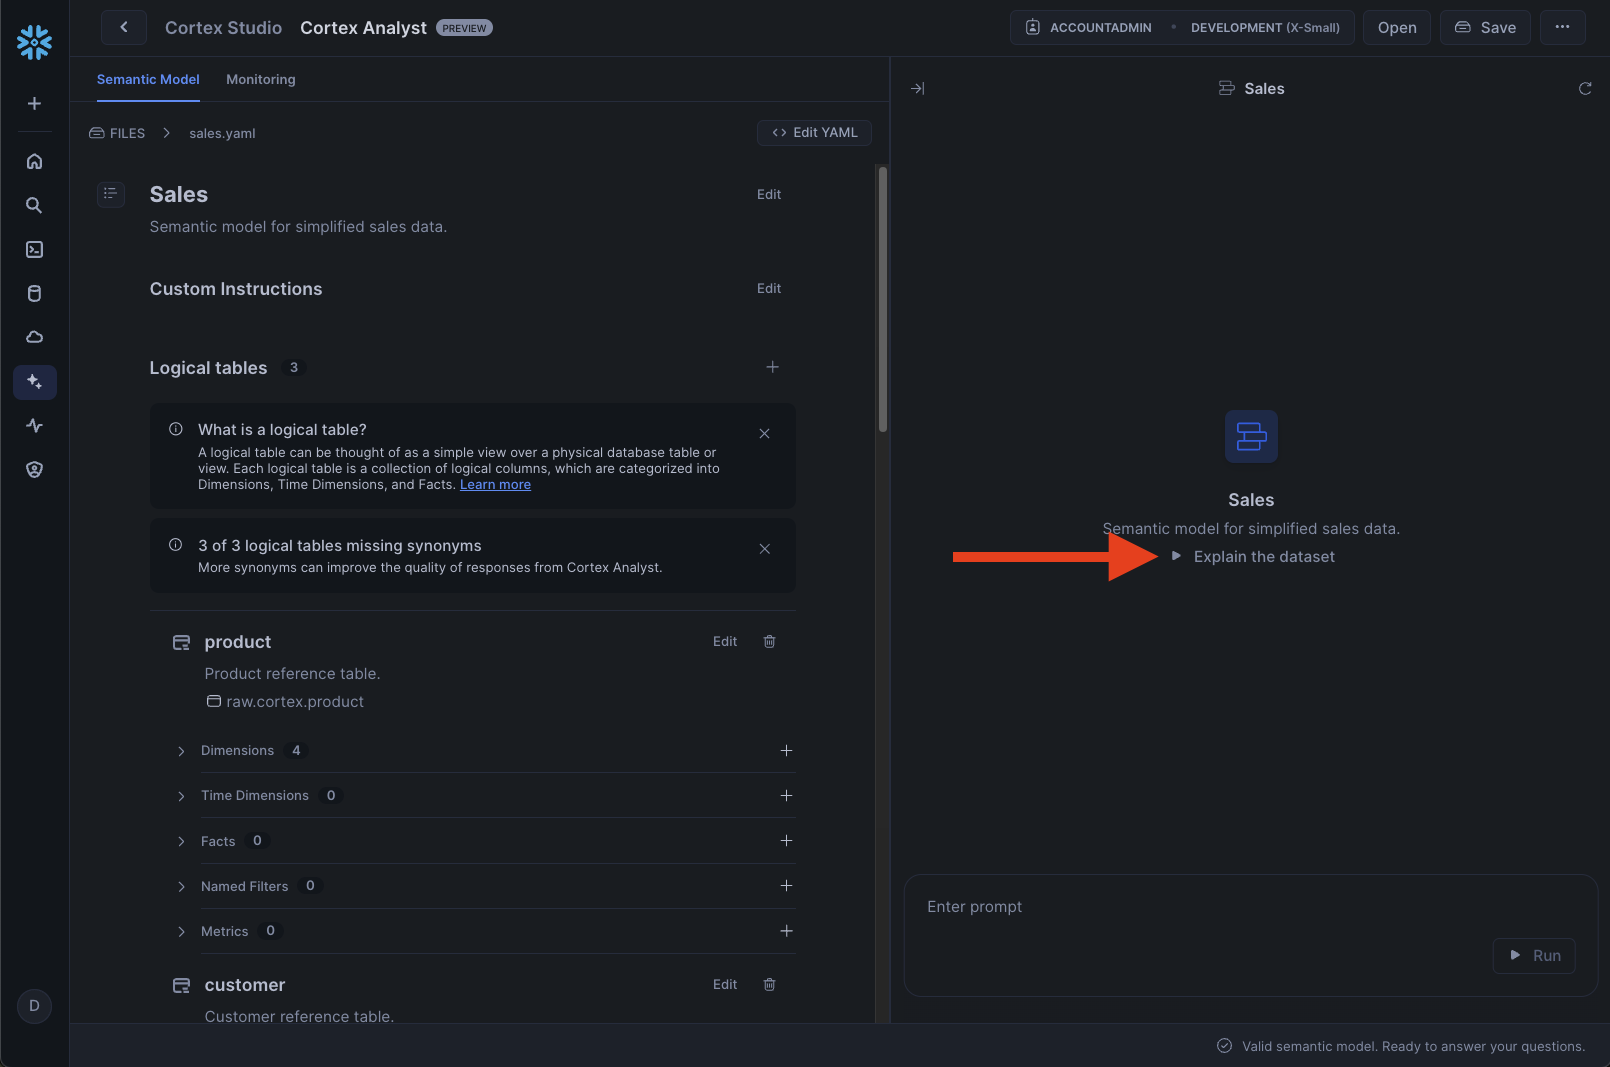 Cortex Studio Cortex Analyst PREVIEW
ACCOUNTADMIN • DEVELOPMENT (X-Small) Open Save ···
Semantic Model Monitoring
FILES > sales.yaml
<> Edit YAML
Sales
Edit
Semantic model for simplified sales data.
Custom Instructions
Edit
Logical tables 3
What is a logical table?
A logical table can be thought of as a simple view over a physical database table or
view. Each logical table is a collection of logical columns, which are categorized into
Dimensions, Time Dimensions, and Facts. Learn more
3 of 3 logical tables missing synonyms
More synonyms can improve the quality of responses from Cortex Analyst.
product
Edit
Product reference table.
raw.cortex.product
Dimensions 4
Time Dimensions 0
Facts 0
Named Filters 0
Metrics 0
customer
Edit
Customer reference table.
D
Sales
Sales
Semantic model for simplified sales data.
Explain the dataset
Enter prompt
Run
Valid semantic model. Ready to answer your questions.